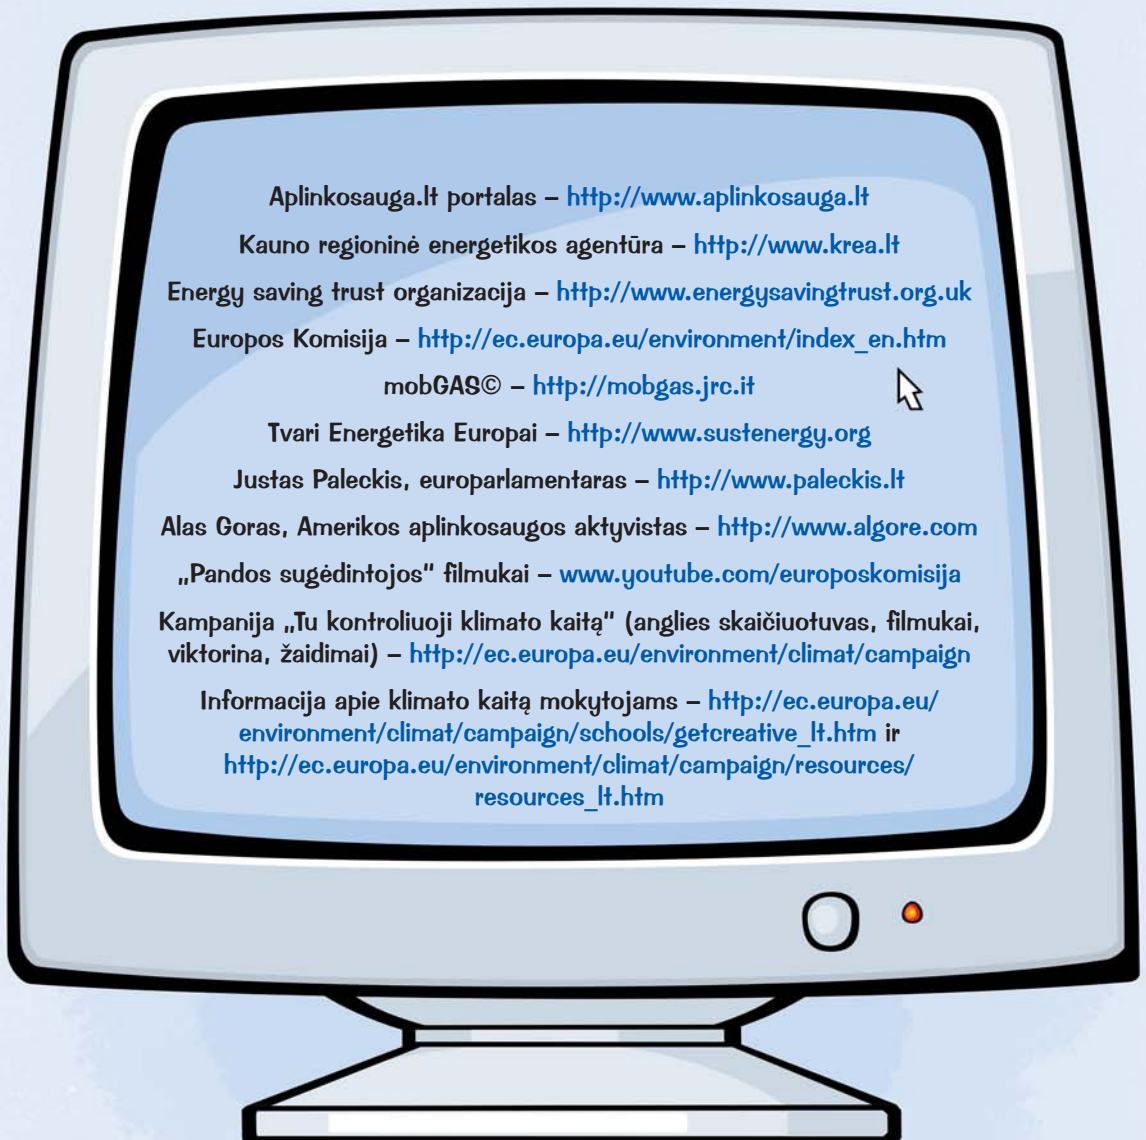 Aplinkosauga.lt portalas – http://www.aplinkosauga.lt
Kauno regioninė energetikos agentūra – http://www.krea.lt
Energy saving trust organizacija – http://www.energysavingtrust.org.uk
Europos Komisija – http://ec.europa.eu/environment/index_en.htm
mobGAS© – http://mobgas.jrc.it
Tvari Energetika Europai – http://www.sustenergy.org
Justas Paleckis, europarlamentaras – http://www.paleckis.lt
Alas Goras, Amerikos aplinkosaugos aktyvistas – http://www.algore.com
„Pandos sugėdintojos“ filmukai – www.youtube.com/europoskomisija
Kampanija „Tu kontroliuoji klimato kaitą“ (anglies skaičiuotuvas, filmukai,
viktorina, žaidimai) – http://ec.europa.eu/environment/climat/campaign
Informacija apie klimato kaitą mokytojams – http://ec.europa.eu/
environment/climat/campaign/schools/getcreative_lt.htm ir
http://ec.europa.eu/environment/climat/campaign/resources/
resources_lt.htm